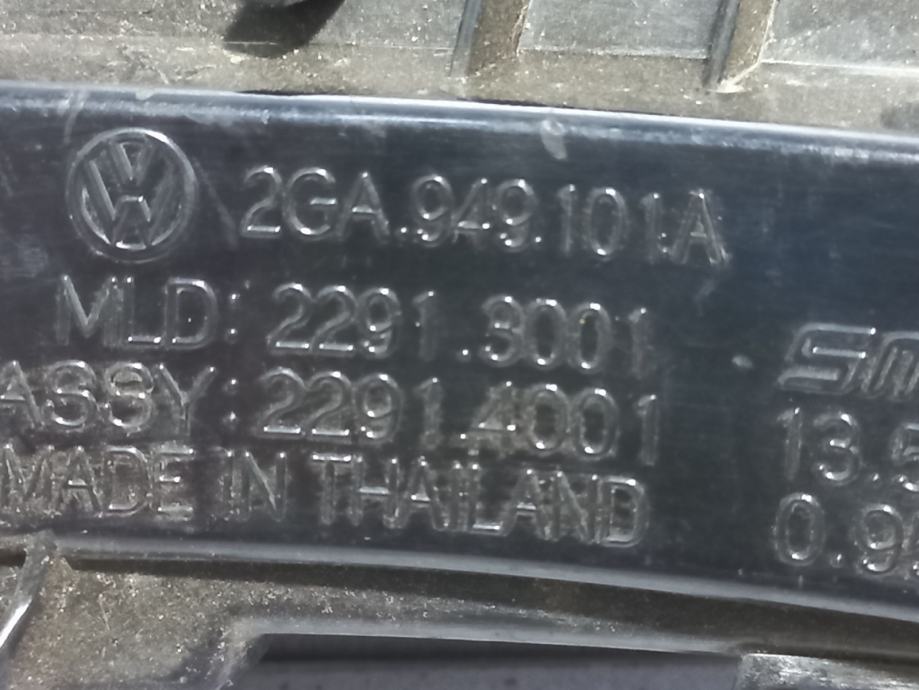 2GA.949.101A
MLD: 2291.3001
ASSY: 2291.4001
MADE IN THAILAND